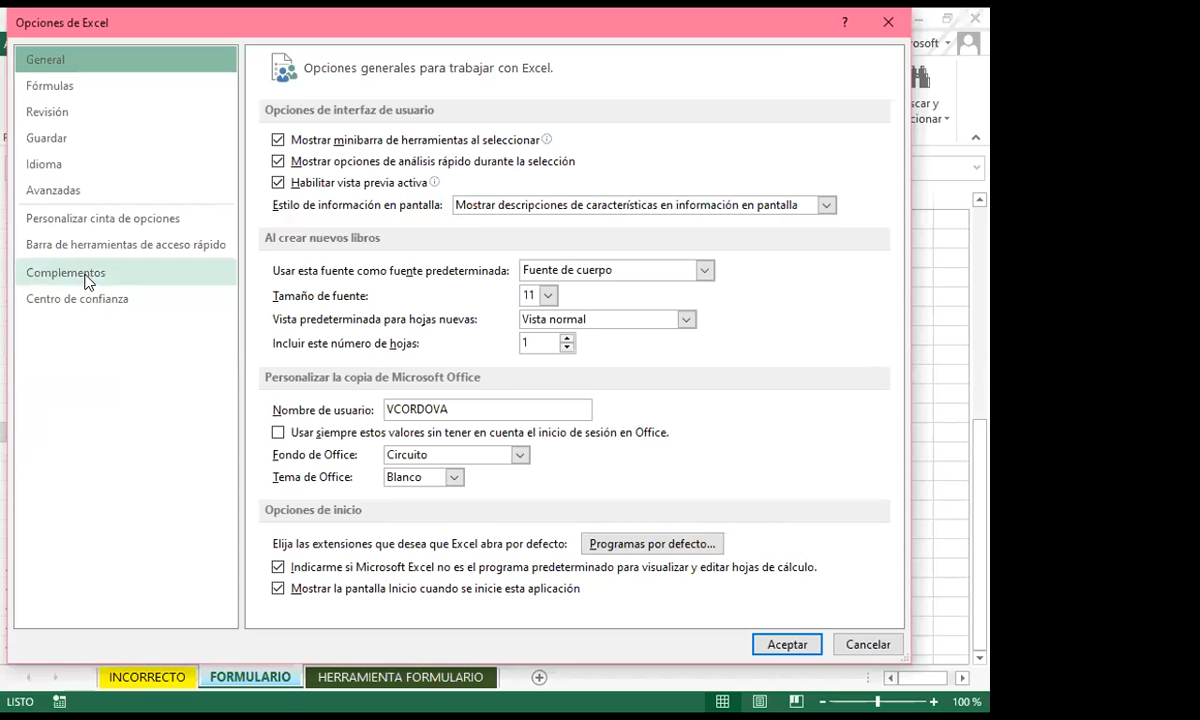 Opciones de Excel
?
General
Fórmulas
Revisión
Guardar
Idioma
Avanzadas
Personalizar cinta de opciones
Barra de herramientas de acceso rápido
Complementos
Centro de confianza
Opciones generales para trabajar con Excel.
Opciones de interfaz de usuario
Mostrar minibarra de herramientas al seleccionar
Mostrar opciones de análisis rápido durante la selección
Habilitar vista previa activa
Estilo de información en pantalla: Mostrar descripciones de características en información en pantalla
Al crear nuevos libros
Usar esta fuente como fuente predeterminada: Fuente de cuerpo
Tamaño de fuente: 11
Vista predeterminada para hojas nuevas: Vista normal
Incluir este número de hojas: 1
Personalizar la copia de Microsoft Office
Nombre de usuario: VCORDOVA
Usar siempre estos valores sin tener en cuenta el inicio de sesión en Office.
Fondo de Office: Circuito
Tema de Office: Blanco
Opciones de inicio
Elija las extensiones que desea que Excel abra por defecto: Programas por defecto...
Indicarme si Microsoft Excel no es el programa predeterminado para visualizar y editar hojas de cálculo.
Mostrar la pantalla Inicio cuando se inicie esta aplicación
Aceptar Cancelar
osoft
car y
cionar
INCORRECTO FORMULARIO HERRAMIENTA FORMULARIO
LISTO 100 %